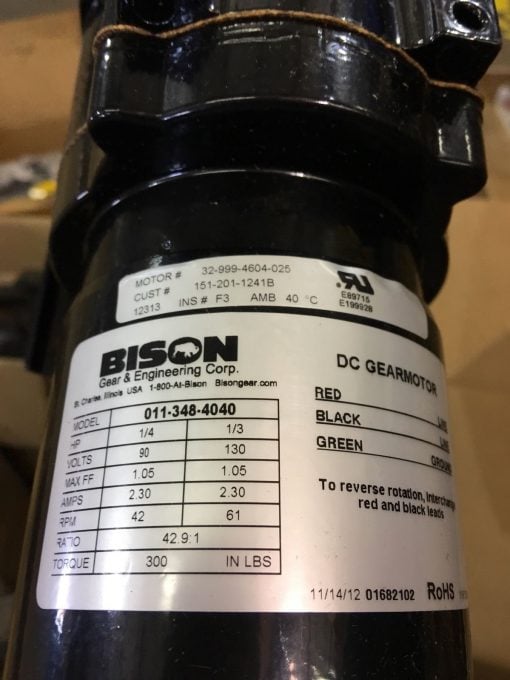 MOTOR # 32-999-4604-025
CUST # 151-201-1241B
12313 INS # F3 AMB 40 °C
E89715
E199928
BISON
Gear & Engineering Corp.
St. Charles, Illinois USA 1-800-At-Bison Bisongear.com
MODEL 011-348-4040
HP 1/4 1/3
VOLTS 90 130
MAX FF 1.05 1.05
AMPS 2.30 2.30
RPM 42 61
RATIO 42.9:1
TORQUE 300 IN LBS
DC GEARMOTOR
RED LINE
BLACK LINE
GREEN GROUND
To reverse rotation, interchange
red and black leads
11/14/12 01682102 RoHS